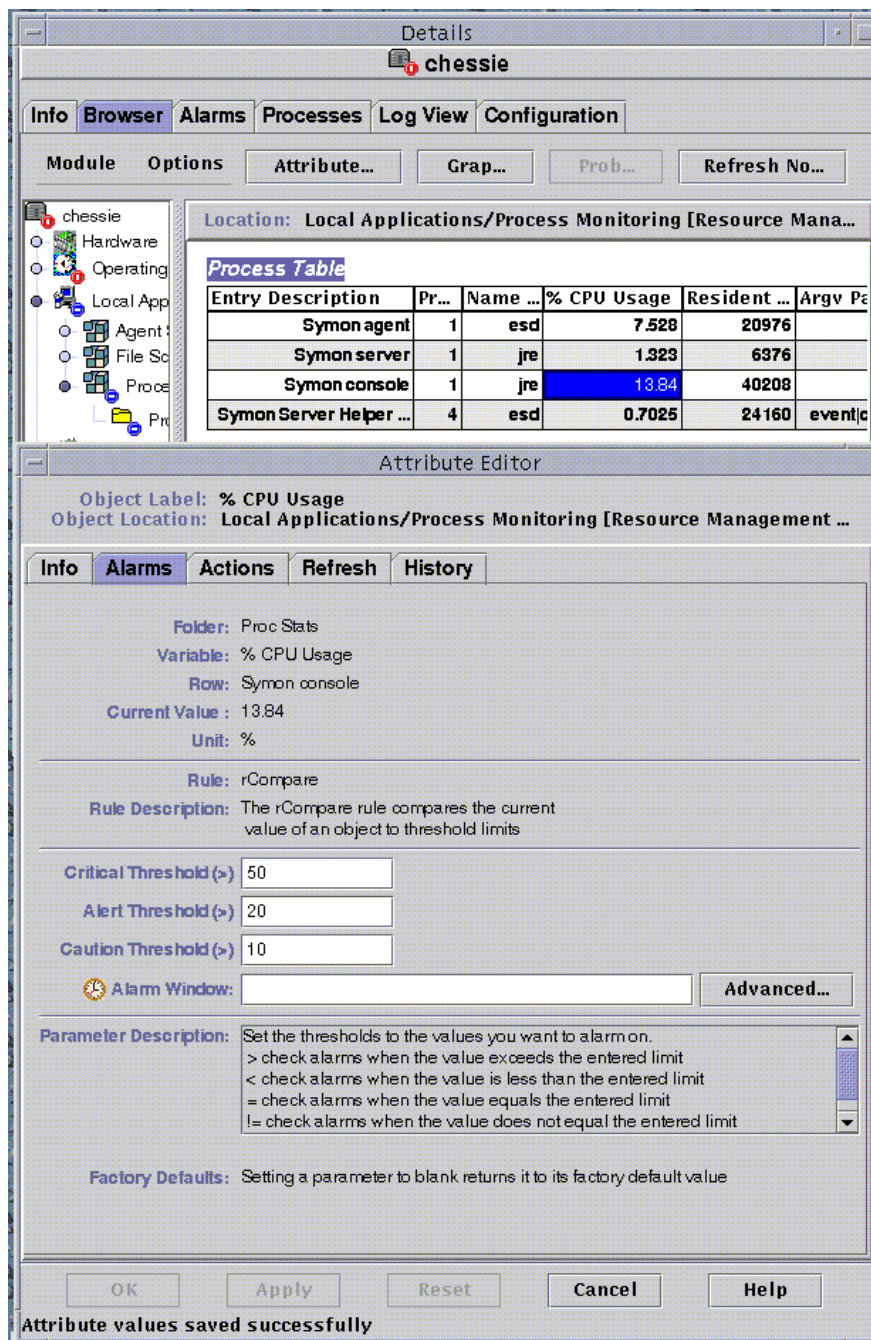 Details
chessie
Info Browser Alarms Processes Log View Configuration
Module Options Attribute... Grap... Prob... Refresh No...
chessie
Hardware
Operating
Local App
Agent
File Sc
Proce
Pro
Location: Local Applications/Process Monitoring [Resource Mana...
Process Table
Entry Description Pr... Name ... % CPU Usage Resident ... Argv Pa
Symon agent 1 esd 7.528 20976
Symon server 1 jre 1.323 6376
Symon console 1 jre 13.84 40208
Symon Server Helper ... 4 esd 0.7025 24160 event|c
Attribute Editor
Object Label: % CPU Usage
Object Location: Local Applications/Process Monitoring [Resource Management ...
Info Alarms Actions Refresh History
Folder: Proc Stats
Variable: % CPU Usage
Row: Symon console
Current Value : 13.84
Unit: %
Rule: rCompare
Rule Description: The rCompare rule compares the current
value of an object to threshold limits
Critical Threshold (>) 50
Alert Threshold (>) 20
Caution Threshold (>) 10
Alarm Window: Advanced...
Parameter Description: Set the thresholds to the values you want to alarm on.
> check alarms when the value exceeds the entered limit
< check alarms when the value is less than the entered limit
= check alarms when the value equals the entered limit
!= check alarms when the value does not equal the entered limit
Factory Defaults: Setting a parameter to blank returns it to its factory default value
OK Apply Reset Cancel Help
Attribute values saved successfully